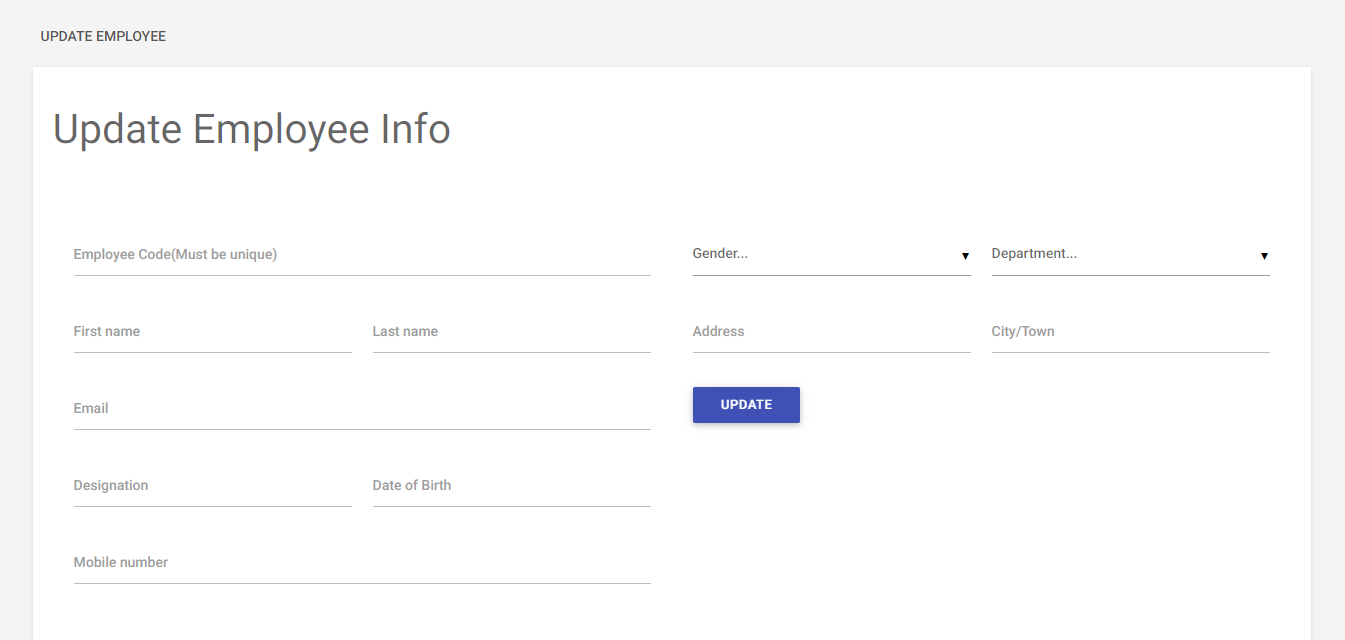 UPDATE EMPLOYEE
Update Employee Info
Employee Code(Must be unique)
First name
Last name
Email
Designation
Date of Birth
Mobile number
Gender...
Department...
Address
City/Town
UPDATE